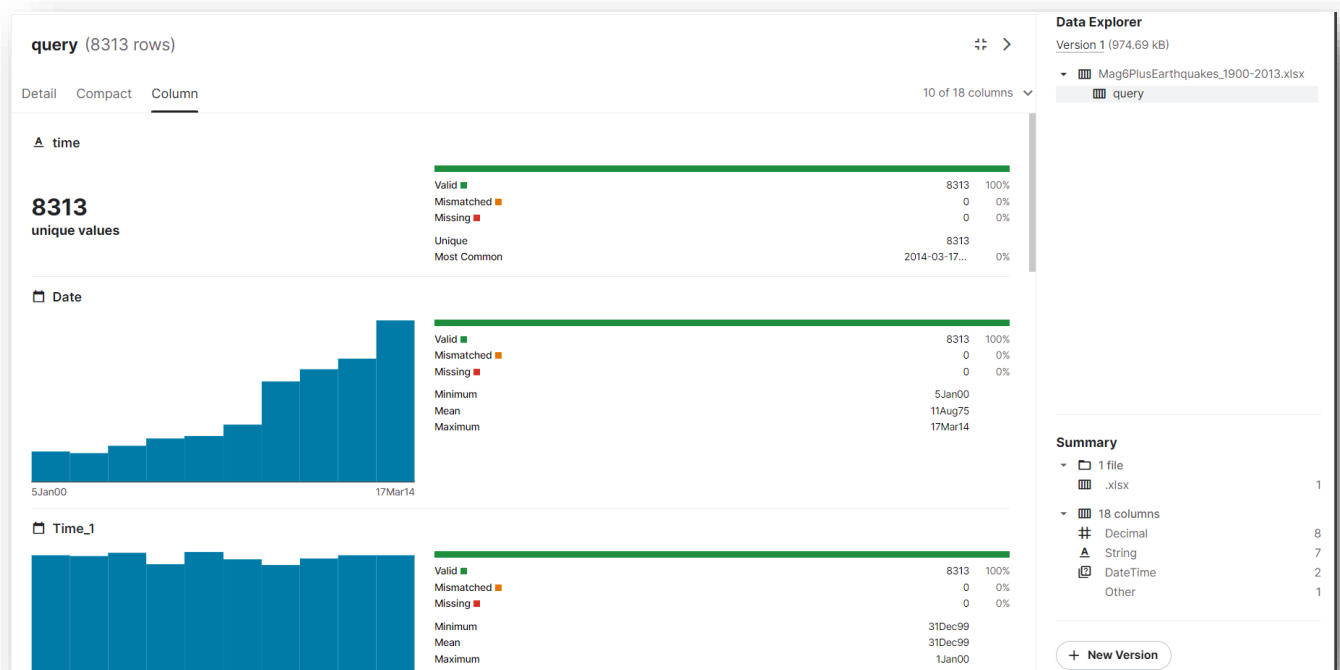 query (8313 rows)
Detail Compact Column
10 of 18 columns
time
8313
unique values
Valid 8313 100%
Mismatched 0 0%
Missing 0 0%
Unique 8313
Most Common 2014-03-17... 0%
Date
5Jan00 17Mar14
Valid 8313 100%
Mismatched 0 0%
Missing 0 0%
Minimum 5Jan00
Mean 11Aug75
Maximum 17Mar14
Time_1
Valid 8313 100%
Mismatched 0 0%
Missing 0 0%
Minimum 31Dec99
Mean 31Dec99
Maximum 1Jan00
Data Explorer
Version 1 (974.69 kB)
Mag6PlusEarthquakes_1900-2013.xlsx
query
Summary
1 file
.xlsx 1
18 columns
Decimal 8
String 7
DateTime 2
Other 1
+ New Version